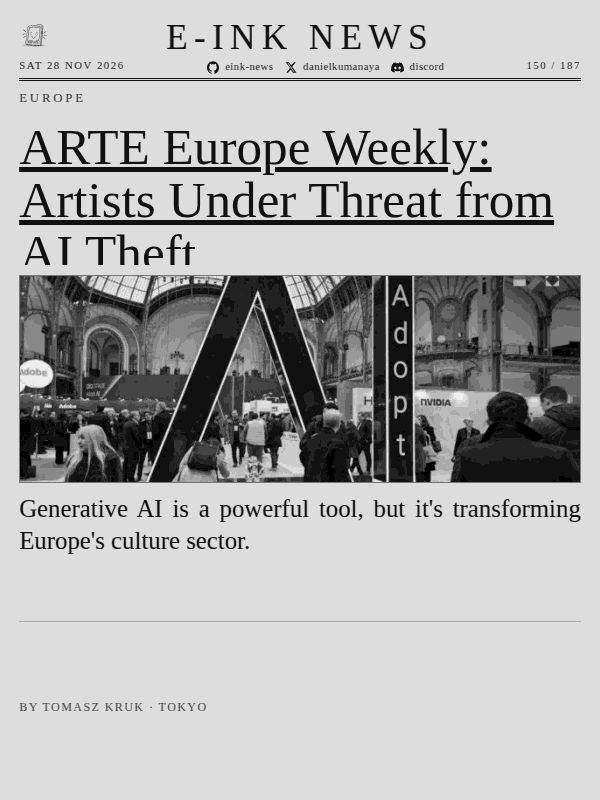 E-INK NEWS
SAT 28 NOV 2026
eink-news danielkumanaya discord
150 / 187
EUROPE
ARTE Europe Weekly:
Artists Under Threat from
AI Theft
Adobe
Adobe
Adopt
NVIDIA
Generative AI is a powerful tool, but it's transforming
Europe's culture sector.
BY TOMASZ KRUK · TOKYO